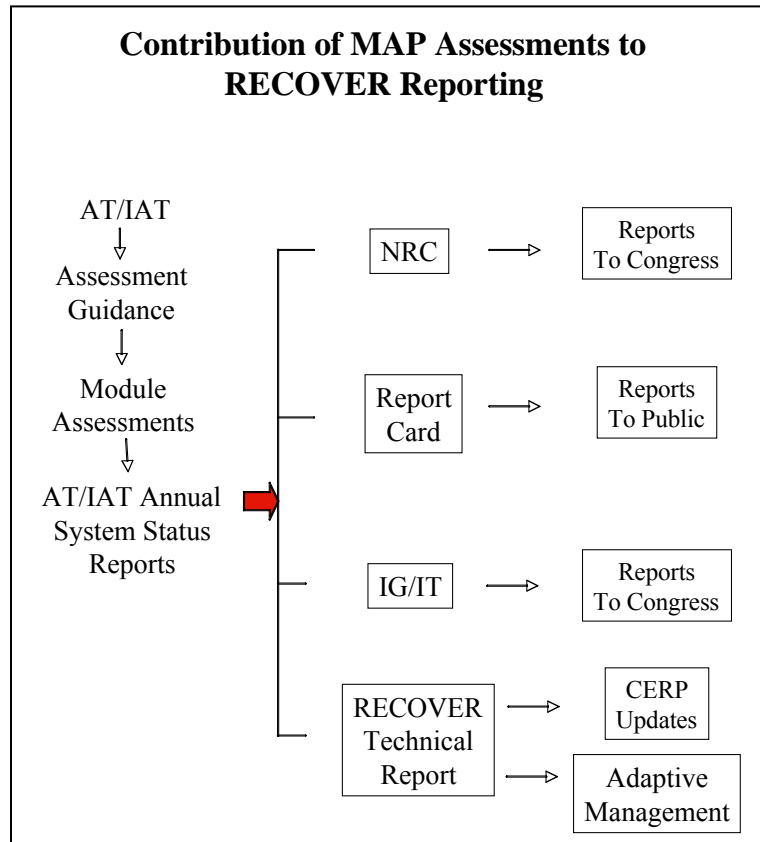 Contribution of MAP Assessments to
RECOVER Reporting
AT/IAT
Assessment
Guidance
Module
Assessments
AT/IAT Annual
System Status
Reports
NRC
Reports
To Congress
Report
Card
Reports
To Public
IG/IT
Reports
To Congress
RECOVER
Technical
Report
CERP
Updates
Adaptive
Management